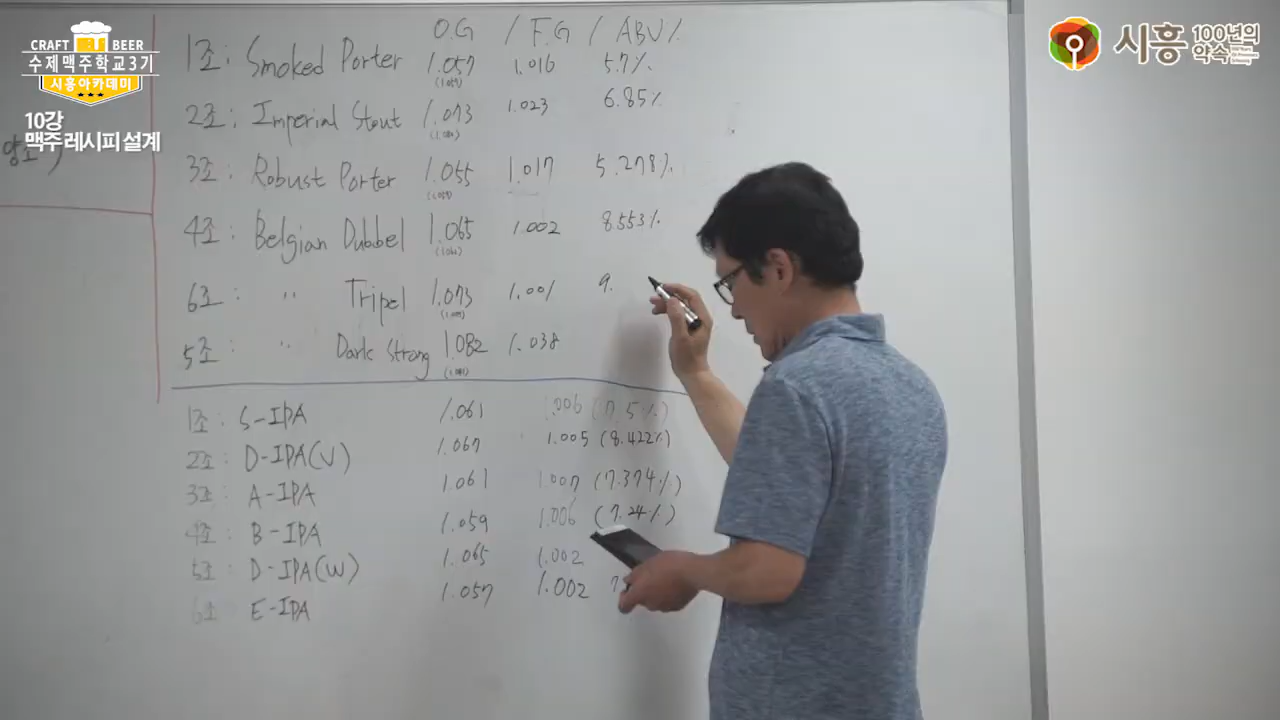 CRAFT BEER
수제맥주학교3기
시흥아카데미
10강
맥주 레시피 설계
시흥 100년의 약속
O.G / F.G / ABV%
1조: Smoked Porter 1.057 1.016 5.7%
2조: Imperial Stout 1.073 1.023 6.85%
3조: Robust Porter 1.055 1.017 5.278%
4조: Belgian Dubbel 1.065 1.002 8.553%
6조: " Tripel 1.073 1.001 9.
5조: " Dark Strong 1.082 1.038
1조: S-IPA 1.061 1.006 (7.5%)
2조: D-IPA(V) 1.067 1.005 (8.422%)
3조: A-IPA 1.061 1.007 (7.374%)
4조: B-IPA 1.059 1.006 (7.24%)
5조: D-IPA(W) 1.065 1.002
6조: E-IPA 1.057 1.002 7